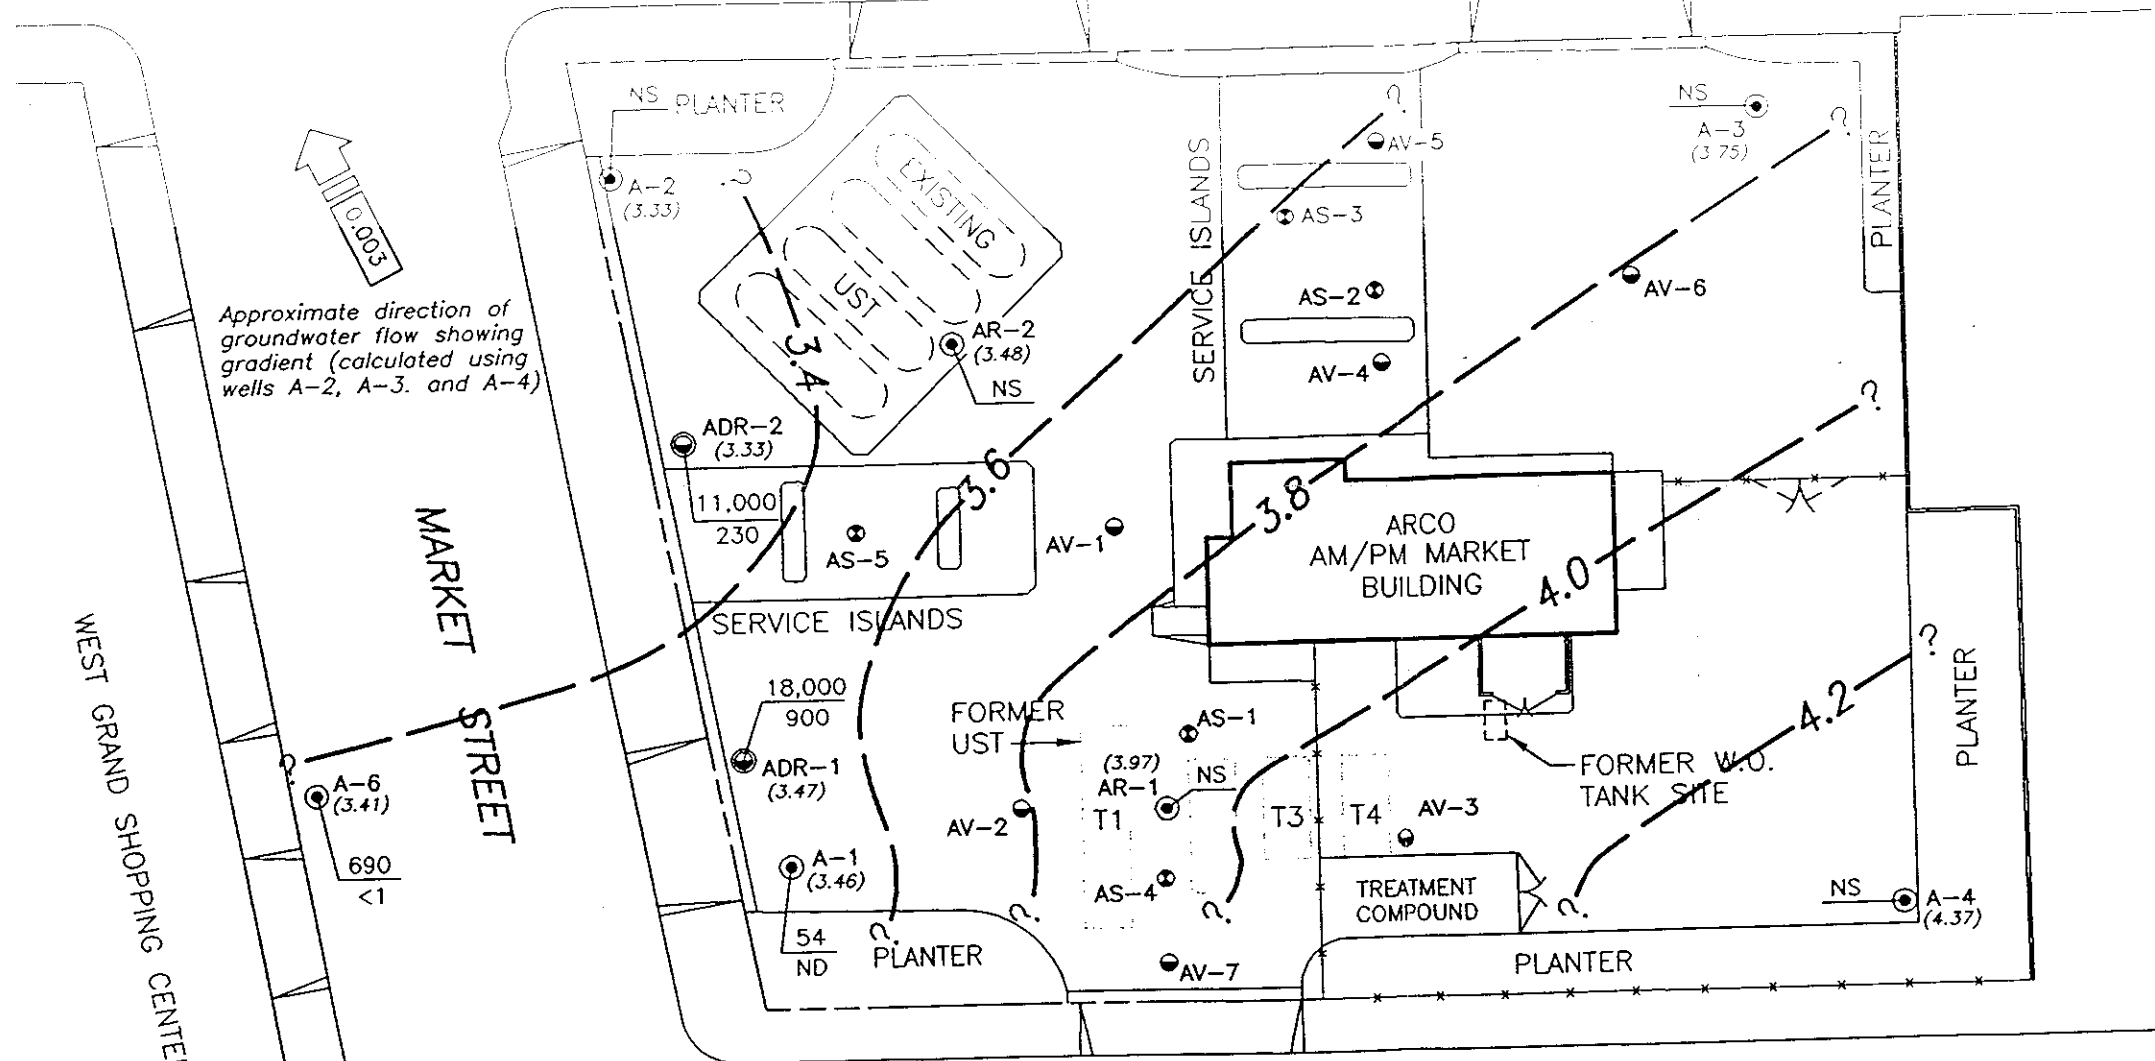 NS
PLANTER
A-2
(3.33)
?
EXISTING
UST
3.4
AR-2
(3.48)
NS
?
AV-5
SERVICE ISLANDS
AS-3
AS-2
AV-4
NS
A-3
(3.75)
?
PLANTER
AV-6
0.003
Approximate direction of
groundwater flow showing
gradient (calculated using
wells A-2, A-3. and A-4)
ADR-2
(3.33)
11,000
230
AS-5
3.6
AV-1
SERVICE ISLANDS
3.8
ARCO
AM/PM MARKET
BUILDING
4.0
?
MARKET
STREET
WEST GRAND SHOPPING CENTER
?
A-6
(3.41)
690
<1
18,000
900
ADR-1
(3.47)
A-1
(3.46)
54
ND
?
PLANTER
FORMER
UST
AS-1
(3.97)
AR-1
NS
T1
T3
T4
AV-2
AV-3
AS-4
?
?
AV-7
TREATMENT
COMPOUND
FORMER W.O.
TANK SITE
4.2
?
?
PLANTER
NS
A-4
(4.37)
PLANTER